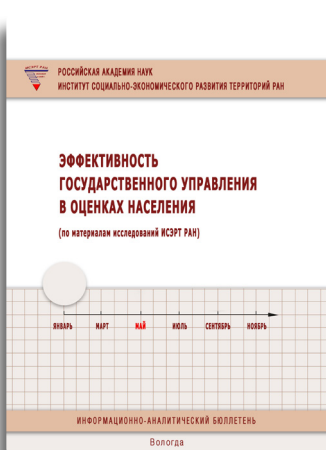 РОССИЙСКАЯ АКАДЕМИЯ НАУК
ИНСТИТУТ СОЦИАЛЬНО-ЭКОНОМИЧЕСКОГО РАЗВИТИЯ ТЕРРИТОРИЙ РАН
ЭФФЕКТИВНОСТЬ
ГОСУДАРСТВЕННОГО УПРАВЛЕНИЯ
В ОЦЕНКАХ НАСЕЛЕНИЯ
(по материалам исследований ИСЭРТ РАН)
ЯНВАРЬ МАРТ МАЙ ИЮЛЬ СЕНТЯБРЬ НОЯБРЬ
ИНФОРМАЦИОННО-АНАЛИТИЧЕСКИЙ БЮЛЛЕТЕНЬ
Вологда